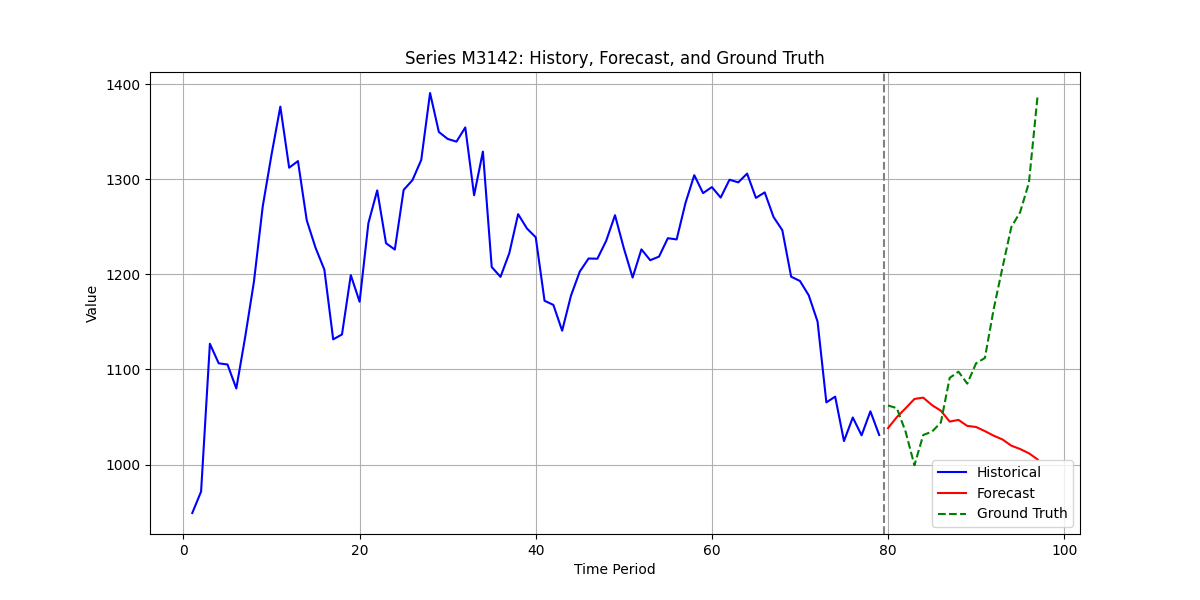 Series M3142: History, Forecast, and Ground Truth
1400
1300
1200
1100
1000
Value
0
20
40
60
80
100
Time Period
Historical
Forecast
Ground Truth